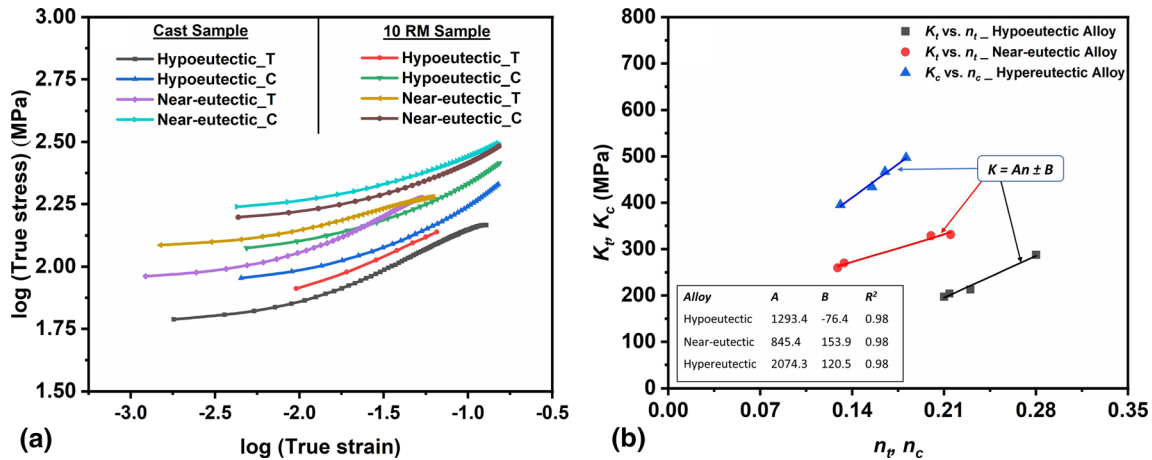 Cast Sample
10 RM Sample
Hypoeutectic_T
Hypoeutectic_C
Near-eutectic_T
Near-eutectic_C
Hypoeutectic_T
Hypoeutectic_C
Near-eutectic_T
Near-eutectic_C
3.00
2.75
2.50
2.25
2.00
1.75
1.50
log (True stress) (MPa)
-3.0 -2.5 -2.0 -1.5 -1.0 -0.5
log (True strain)
(a)
Kt vs. nt _ Hypoeutectic Alloy
Kt vs. nt _ Near-eutectic Alloy
Kc vs. nc _ Hypereutectic Alloy
K = An ± B
800
700
600
500
400
300
200
100
0
Kt, Kc (MPa)
Alloy A B R²
Hypoeutectic 1293.4 -76.4 0.98
Near-eutectic 845.4 153.9 0.98
Hypereutectic 2074.3 120.5 0.98
0.00 0.07 0.14 0.21 0.28 0.35
nt, nc
(b)